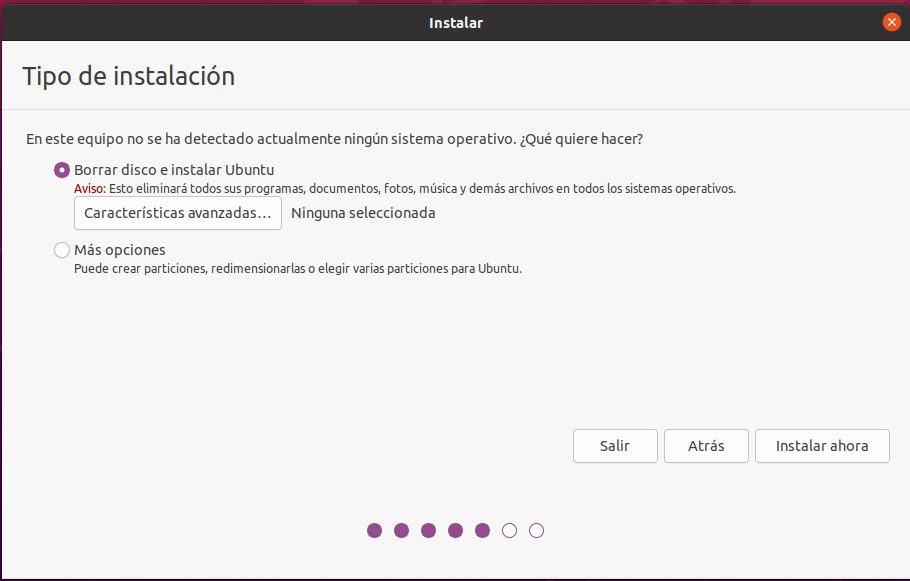 Instalar
Tipo de instalación
En este equipo no se ha detectado actualmente ningún sistema operativo. ¿Qué quiere hacer?
Borrar disco e instalar Ubuntu
Aviso: Esto eliminará todos sus programas, documentos, fotos, música y demás archivos en todos los sistemas operativos.
Características avanzadas... Ninguna seleccionada
Más opciones
Puede crear particiones, redimensionarlas o elegir varias particiones para Ubuntu.
Salir Atrás Instalar ahora